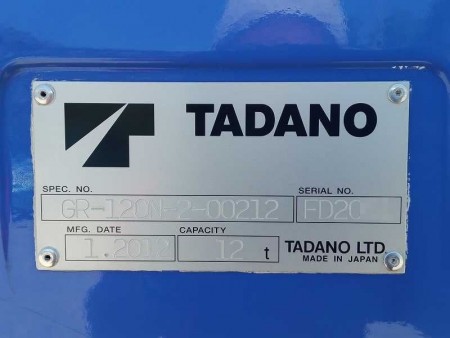 TADANO
SPEC. NO. SERIAL NO.
GR-120N-2-00212
MFG. DATE CAPACITY
12 t TADANO LTD.
MADE IN JAPAN